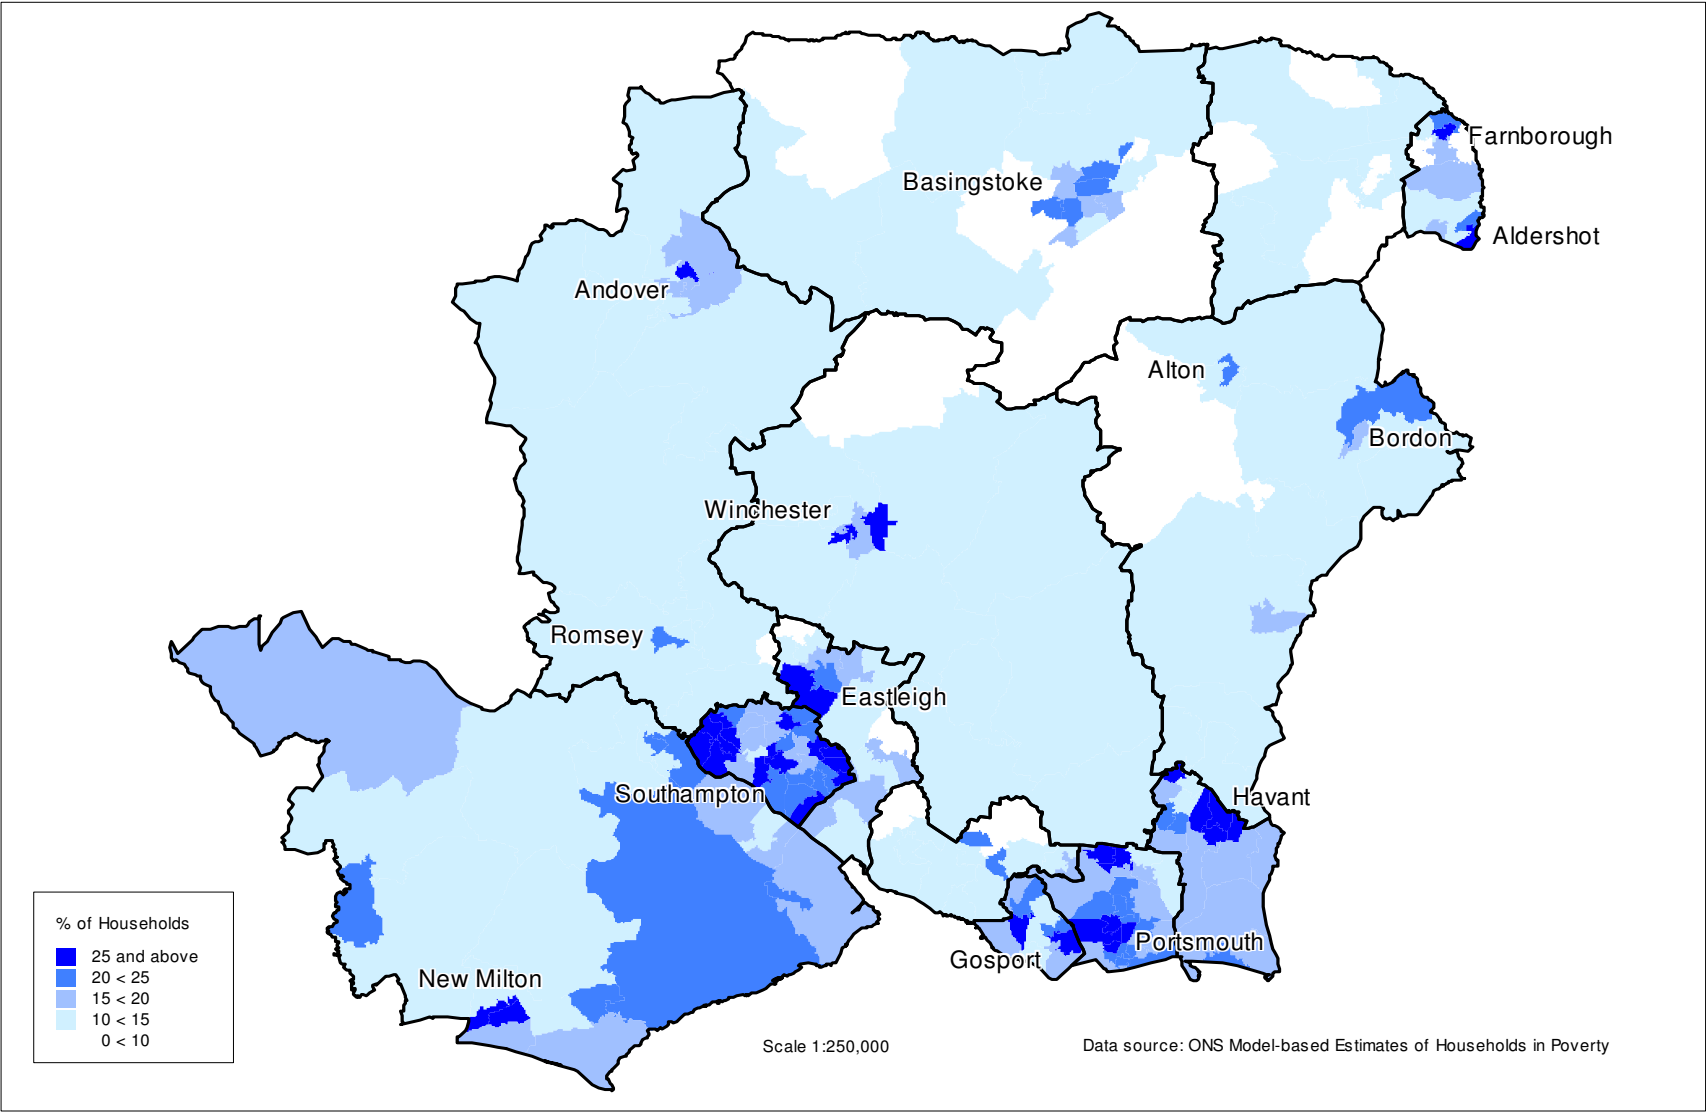 Farnborough
Basingstoke
Aldershot
Andover
Alton
Bordon
Winchester
Romsey
Eastleigh
Southampton
Havant
Portsmouth
Gosport
New Milton
% of Households
25 and above
20 < 25
15 < 20
10 < 15
0 < 10
Scale 1:250,000
Data source: ONS Model-based Estimates of Households in Poverty